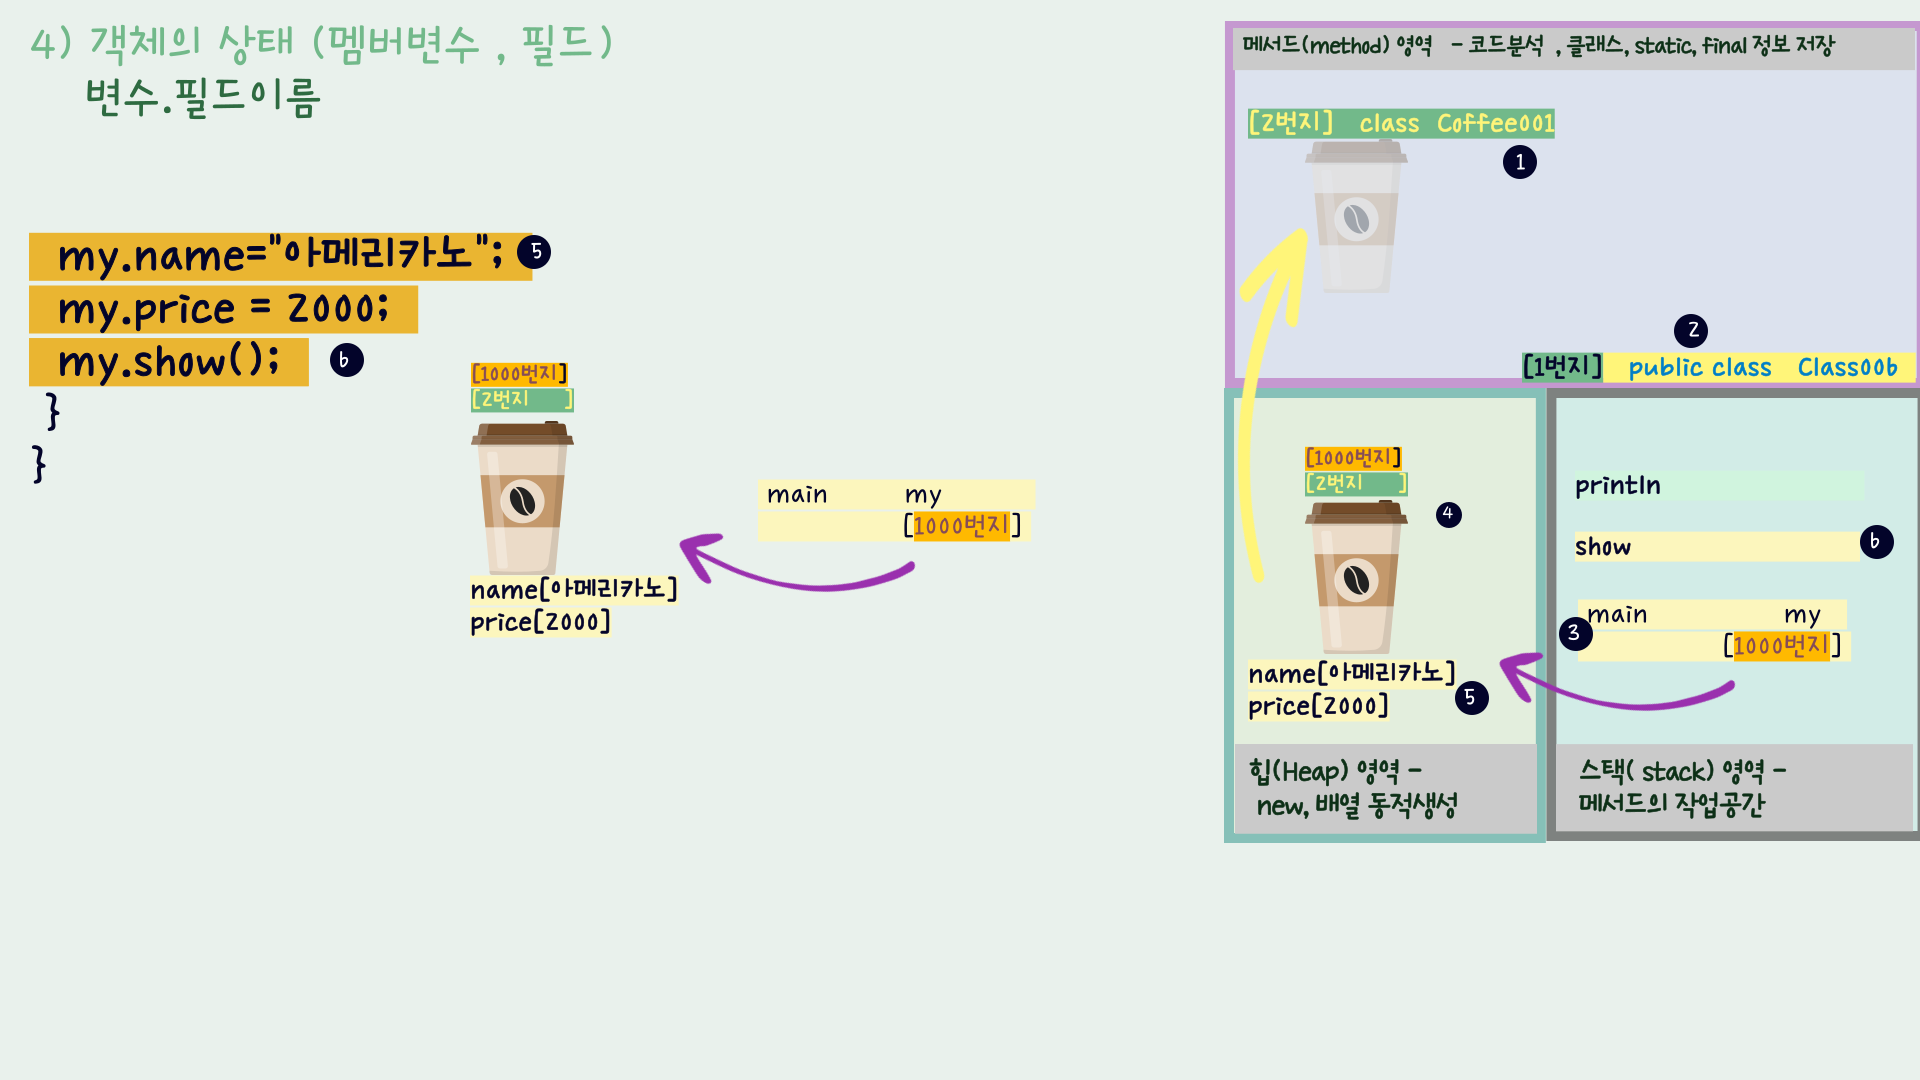 4) 객체의 상태 (멤버변수 , 필드)
변수.필드이름
my.name="아메리카노"; 5
my.price = 2000;
my.show(); 6
}
}
[1000번지]
[2번지 ]
name[아메리카노]
price[2000]
main my
[1000번지]
메서드(method) 영역 - 코드분석 , 클래스, static, final 정보 저장
[2번지] class Coffee001
1
2
[1번지] public class Class006
[1000번지]
[2번지 ]
4
name[아메리카노]
price[2000] 5
힙(Heap) 영역 -
new, 배열 동적생성
println
show 6
main my
3 [1000번지]
스택( stack) 영역 -
메서드의 작업공간